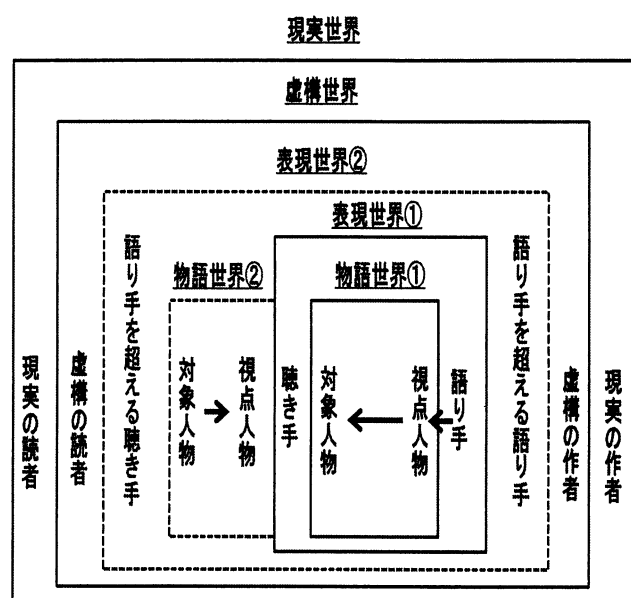 現実世界
虚構世界
表現世界②
表現世界①
物語世界②
物語世界①
現実の作者
虚構の作者
語り手を超える語り手
語り手
視点人物
対象人物
聴き手
視点人物
対象人物
語り手を超える聴き手
虚構の読者
現実の読者